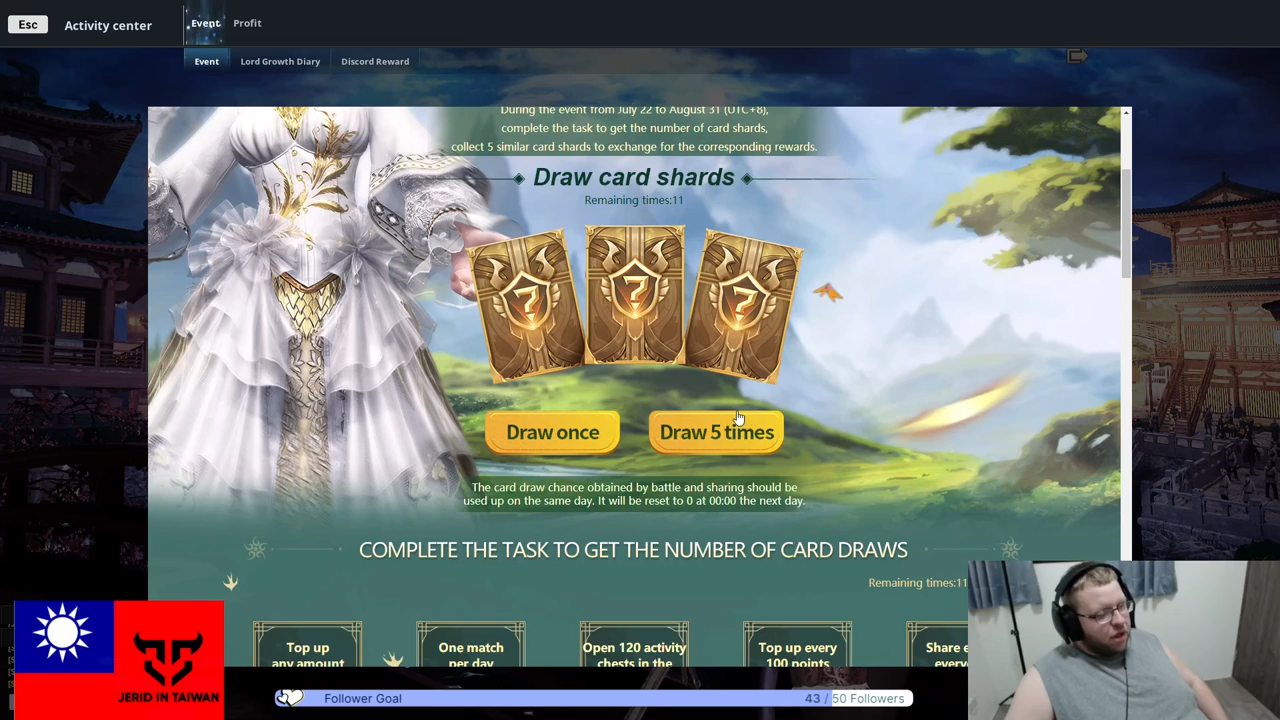 Esc
Activity center
Event
Profit
Event
Lord Growth Diary
Discord Reward
During the event from July 22 to August 31 (UTC+8),
complete the task to get the number of card shards,
collect 5 similar card shards to exchange for the corresponding rewards.
Draw card shards
Remaining times:11
Draw once
Draw 5 times
The card draw chance obtained by battle and sharing should be
used up on the same day. It will be reset to 0 at 00:00 the next day.
COMPLETE THE TASK TO GET THE NUMBER OF CARD DRAWS
Remaining times:11
Top up
any amount
One match
per day
Open 120 activity
chests in the
Top up every
100 points
Share
JERID IN TAIWAN
Follower Goal
43 / 50 Followers